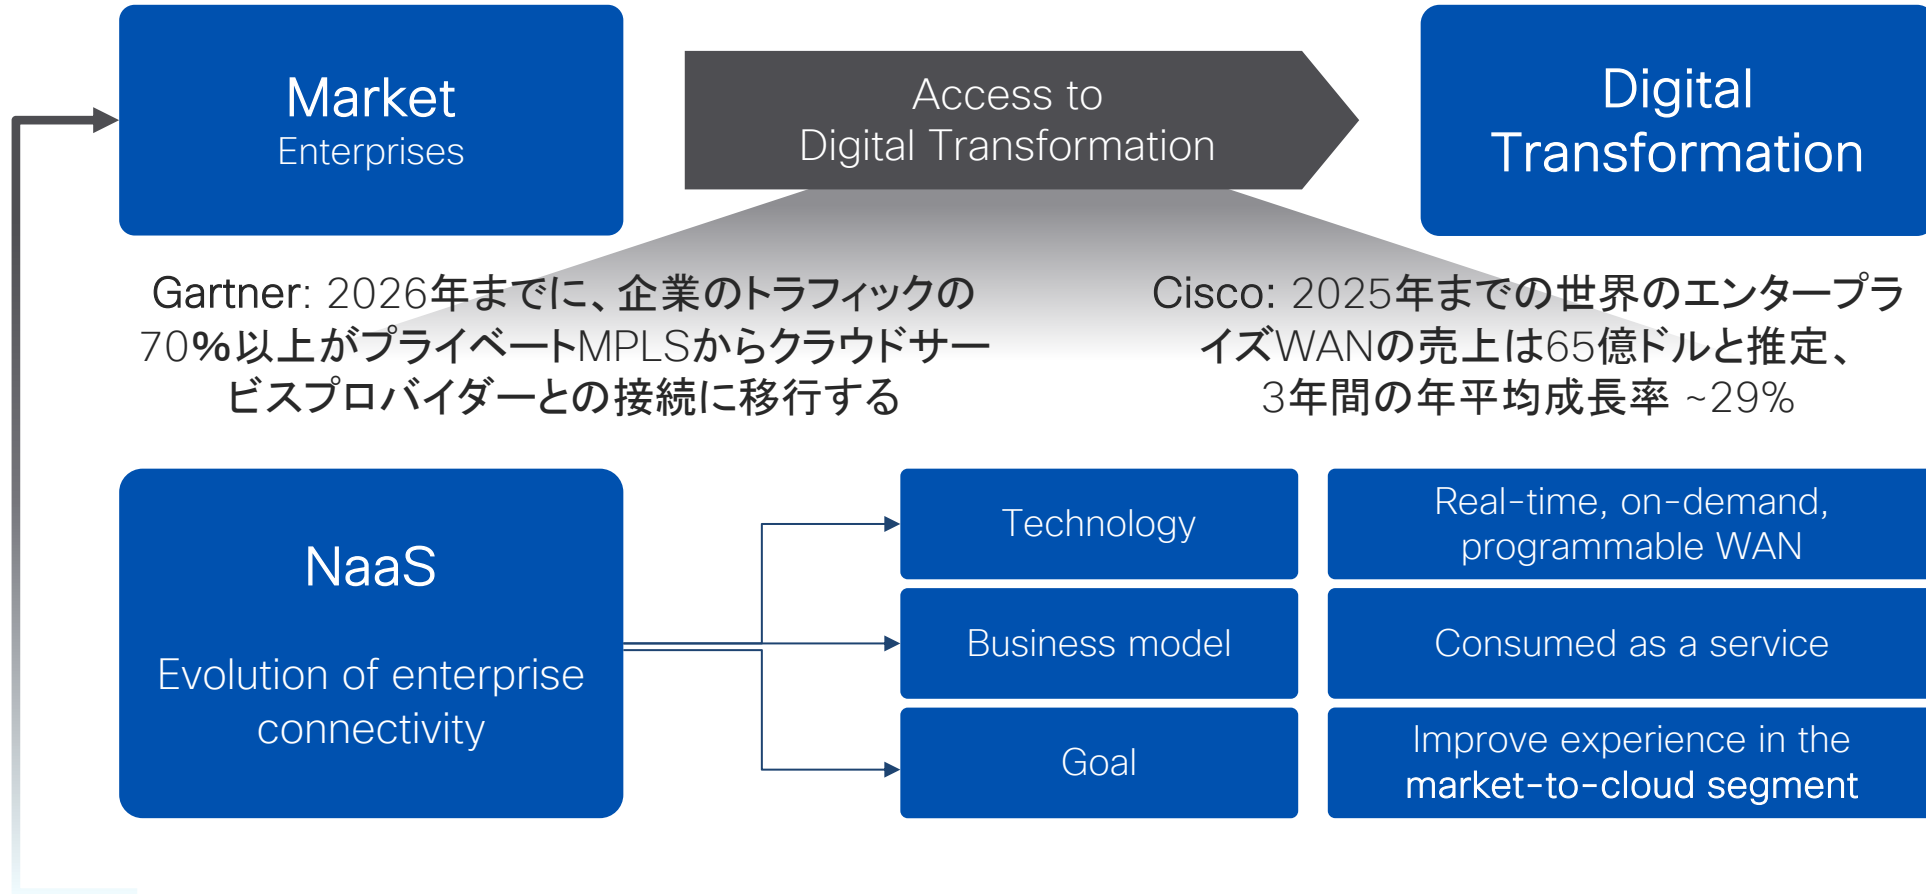 Market
Enterprises
Access to
Digital Transformation
Digital
Transformation
Gartner: 2026年までに、企業のトラフィックの
70%以上がプライベートMPLSからクラウドサー
ビスプロバイダーとの接続に移行する
Cisco: 2025年までの世界のエンタープラ
イズWANの売上は65億ドルと推定、
3年間の年平均成長率 ~29%
NaaS
Evolution of enterprise
connectivity
Technology
Real-time, on-demand,
programmable WAN
Business model
Consumed as a service
Goal
Improve experience in the
market-to-cloud segment